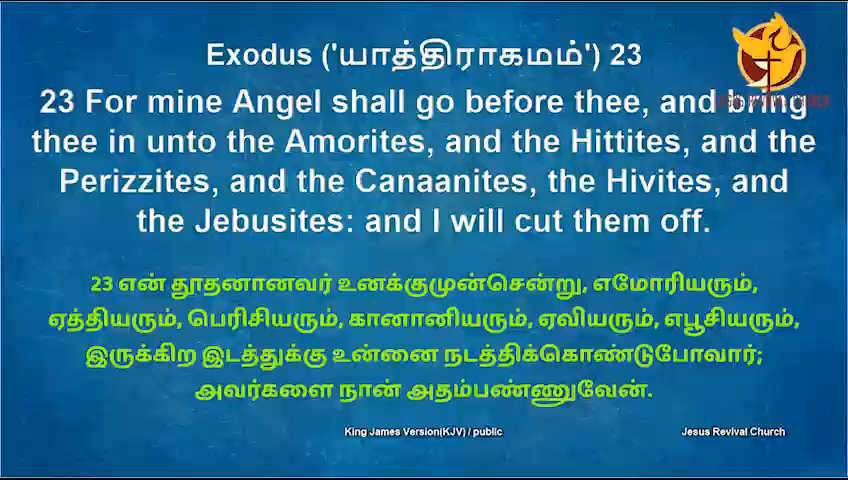 Exodus ('யாத்திராகமம்') 23
JESUS REVIVAL CHURCH
23 For mine Angel shall go before thee, and bring
thee in unto the Amorites, and the Hittites, and the
Perizzites, and the Canaanites, the Hivites, and
the Jebusites: and I will cut them off.
23 என் தூதனானவர் உனக்குமுன்சென்று, எமோரியரும்,
ஏத்தியரும், பெரிசியரும், கானானியரும், ஏவியரும், எபூசியரும்,
இருக்கிற இடத்துக்கு உன்னை நடத்திக்கொண்டுபோவார்;
அவர்களை நான் அதம்பண்ணுவேன்.
King James Version(KJV) / public
Jesus Revival Church